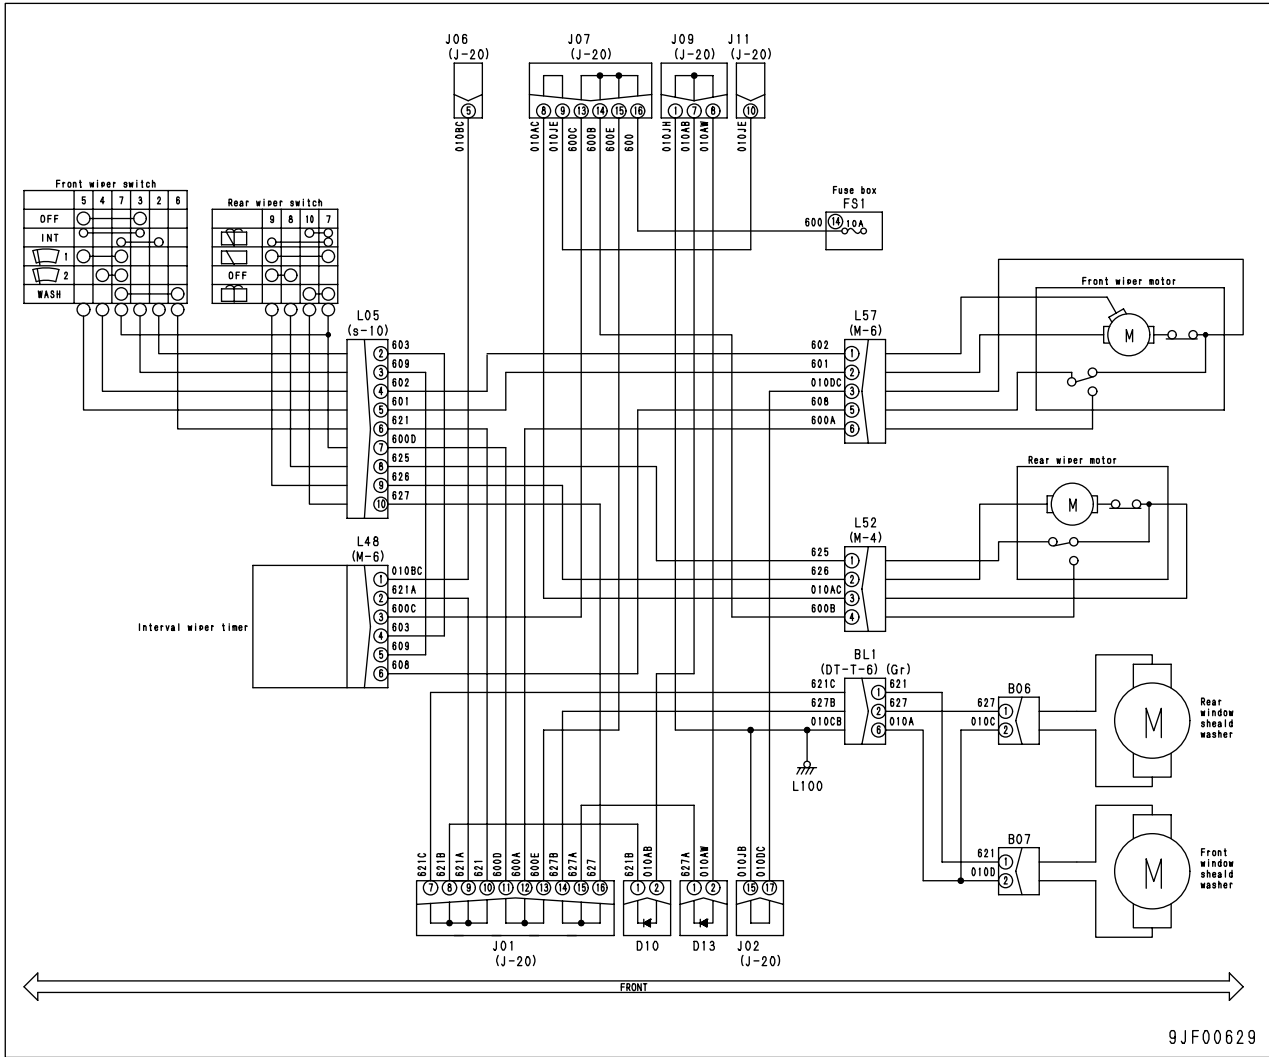 J06
(J-20)
J07
(J-20)
J09
(J-20)
J11
(J-20)
5
8 9 13 14 15 16
1 7 8
10
010BC
010AC 010JE 600C 600B 600E 600
010JH 010AB 010AW
010JE
Front wiper switch
5 4 7 3 2 6
OFF
INT
1
2
WASH
Rear wiper switch
9 8 10 7
OFF
Fuse box
FS1
600 14 10A
L05
(s-10)
2 603
3 609
4 602
5 601
6 621
7 600D
8 625
9 626
10 627
L57
(M-6)
602 1
601 2
010DC 3
608 5
600A 6
Front wiper motor
M
Rear wiper motor
M
L52
(M-4)
625 1
626 2
010AC 3
600B 4
L48
(M-6)
1 010BC
2 621A
3 600C
4 603
5 609
6 608
Interval wiper timer
BL1
(DT-T-6) (Gr)
621C 1 621
627B 2 627
010CB 6 010A
L100
B06
627 1
010C 2
M
Rear
window
sheald
washer
B07
621 1
010D 2
M
Front
window
sheald
washer
621C 621B 621A 621 600D 600A 600E 627B 627A 627
7 8 9 10 11 12 13 14 15 16
J01
(J-20)
621B 010AB
1 2
D10
627A 010AW
1 2
D13
010JB 010DC
15 17
J02
(J-20)
FRONT
9JF00629